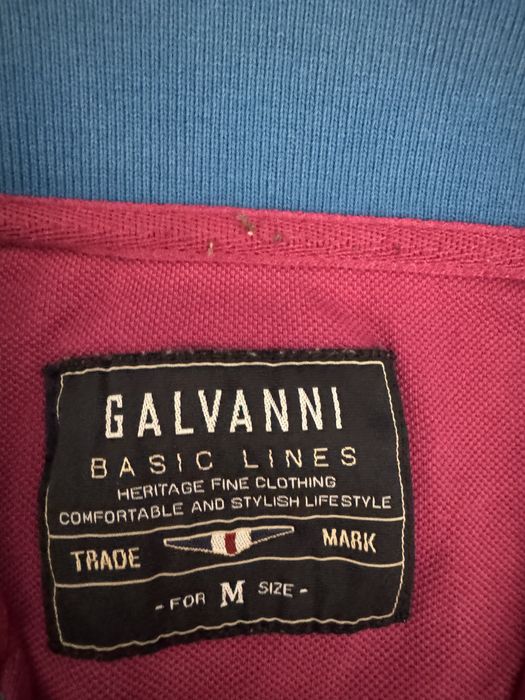 GALVANNI
BASIC LINES
HERITAGE FINE CLOTHING
COMFORTABLE AND STYLISH LIFESTYLE
TRADE MARK
- FOR M SIZE -